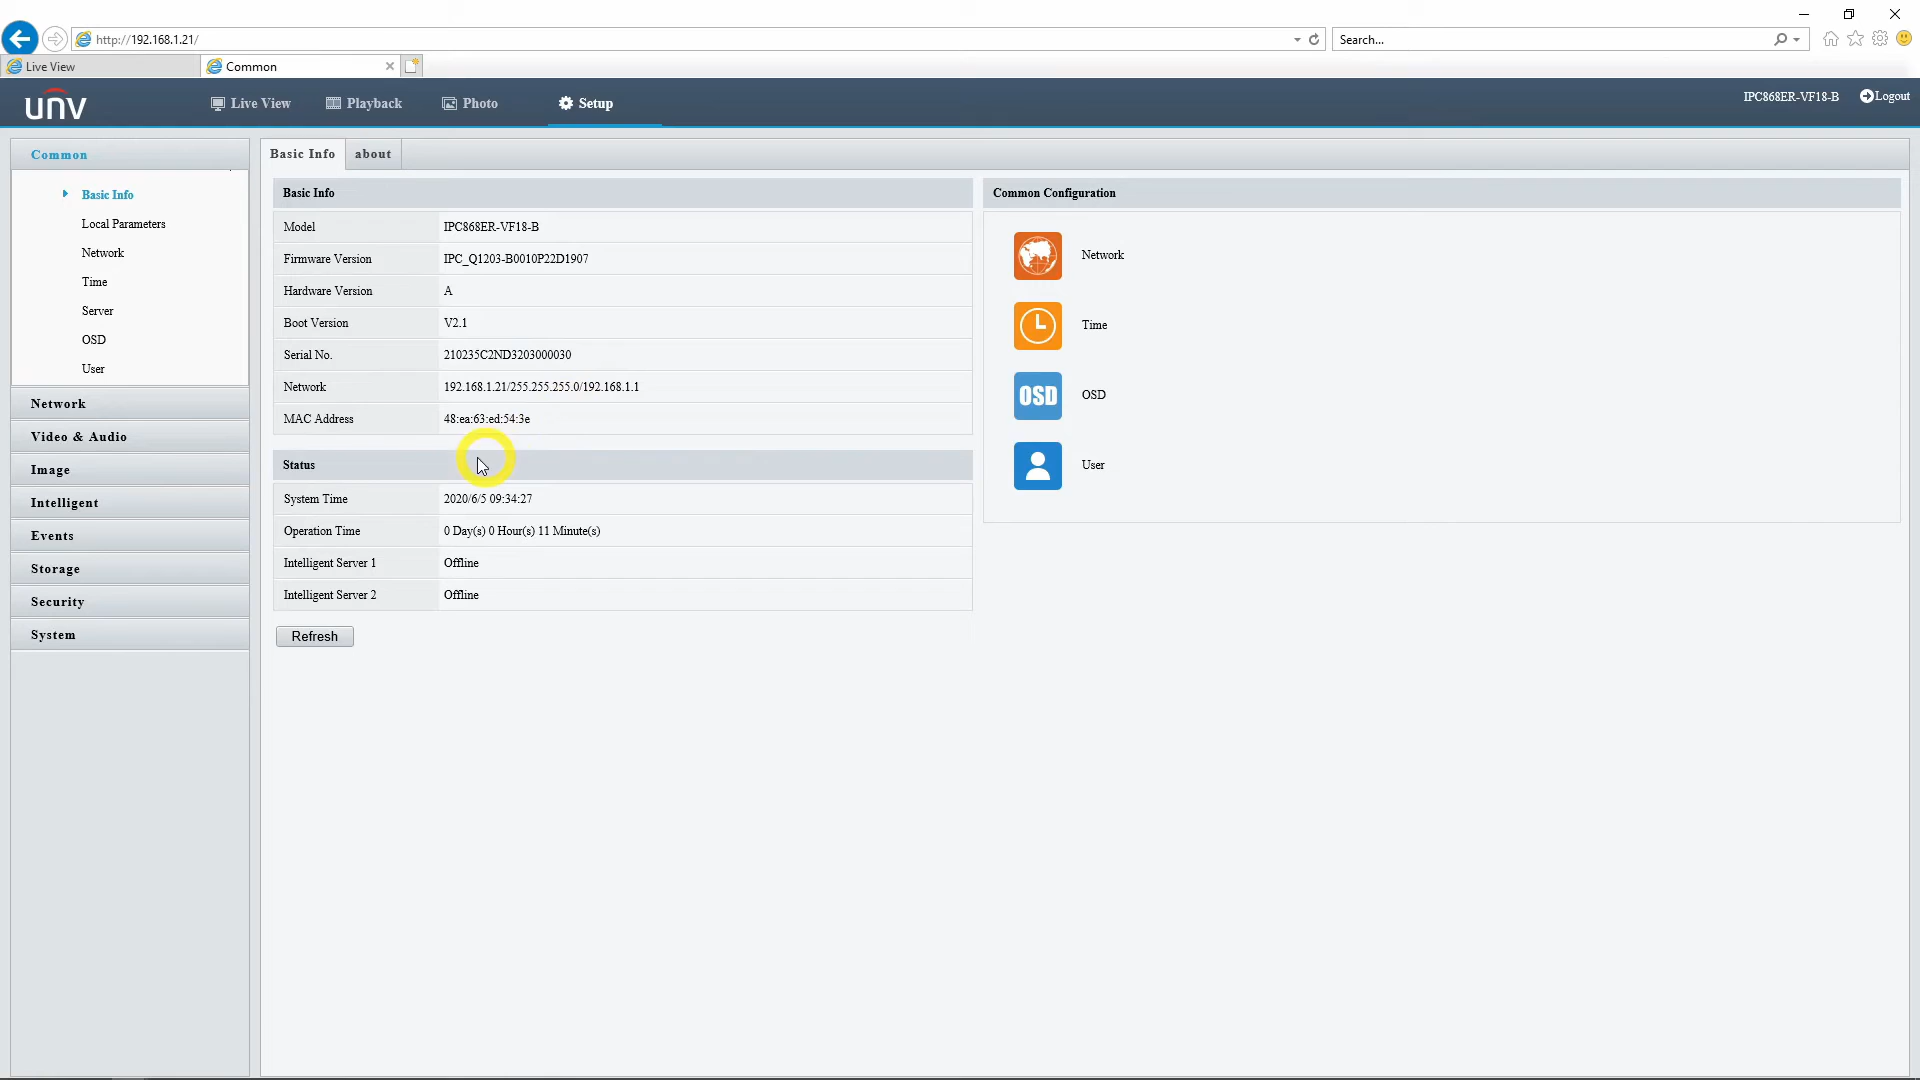 http://192.168.1.21/
Search...
Live View
Common
unv
Live View
Playback
Photo
Setup
IPC868ER-VF18-B
Logout
Common
Basic Info
Local Parameters
Network
Time
Server
OSD
User
Network
Video & Audio
Image
Intelligent
Events
Storage
Security
System
Basic Info
about
Basic Info
Model IPC868ER-VF18-B
Firmware Version IPC_Q1203-B0010P22D1907
Hardware Version A
Boot Version V2.1
Serial No. 210235C2ND3203000030
Network 192.168.1.21/255.255.255.0/192.168.1.1
MAC Address 48:ea:63:ed:54:3e
Status
System Time 2020/6/5 09:34:27
Operation Time 0 Day(s) 0 Hour(s) 11 Minute(s)
Intelligent Server 1 Offline
Intelligent Server 2 Offline
Refresh
Common Configuration
Network
Time
OSD OSD
User